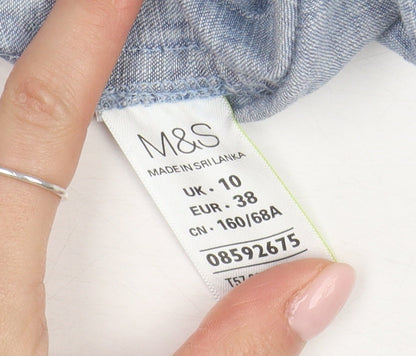 M&S
MADE IN SRI LANKA
UK • 10
EUR • 38
CN • 160/68A
08592675